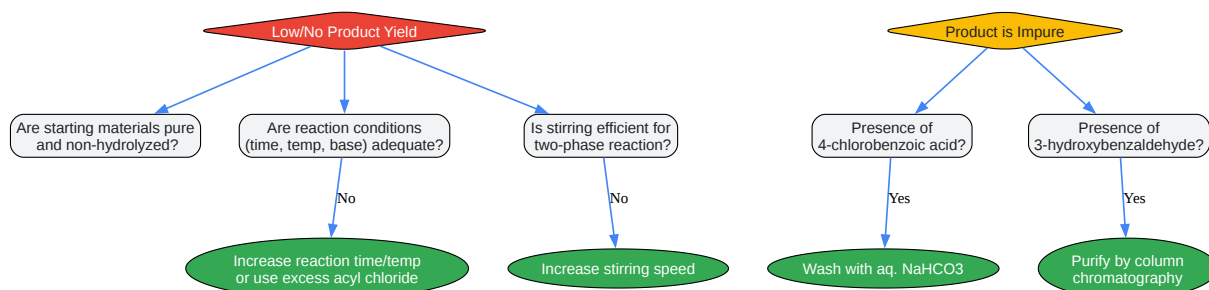 Low/No Product Yield
Product is Impure
Are starting materials pure
and non-hydrolyzed?
Are reaction conditions
(time, temp, base) adequate?
Is stirring efficient for
two-phase reaction?
Presence of
4-chlorobenzoic acid?
Presence of
3-hydroxybenzaldehyde?
No
No
Yes
Yes
Increase reaction time/temp
or use excess acyl chloride
Increase stirring speed
Wash with aq. NaHCO3
Purify by column
chromatography